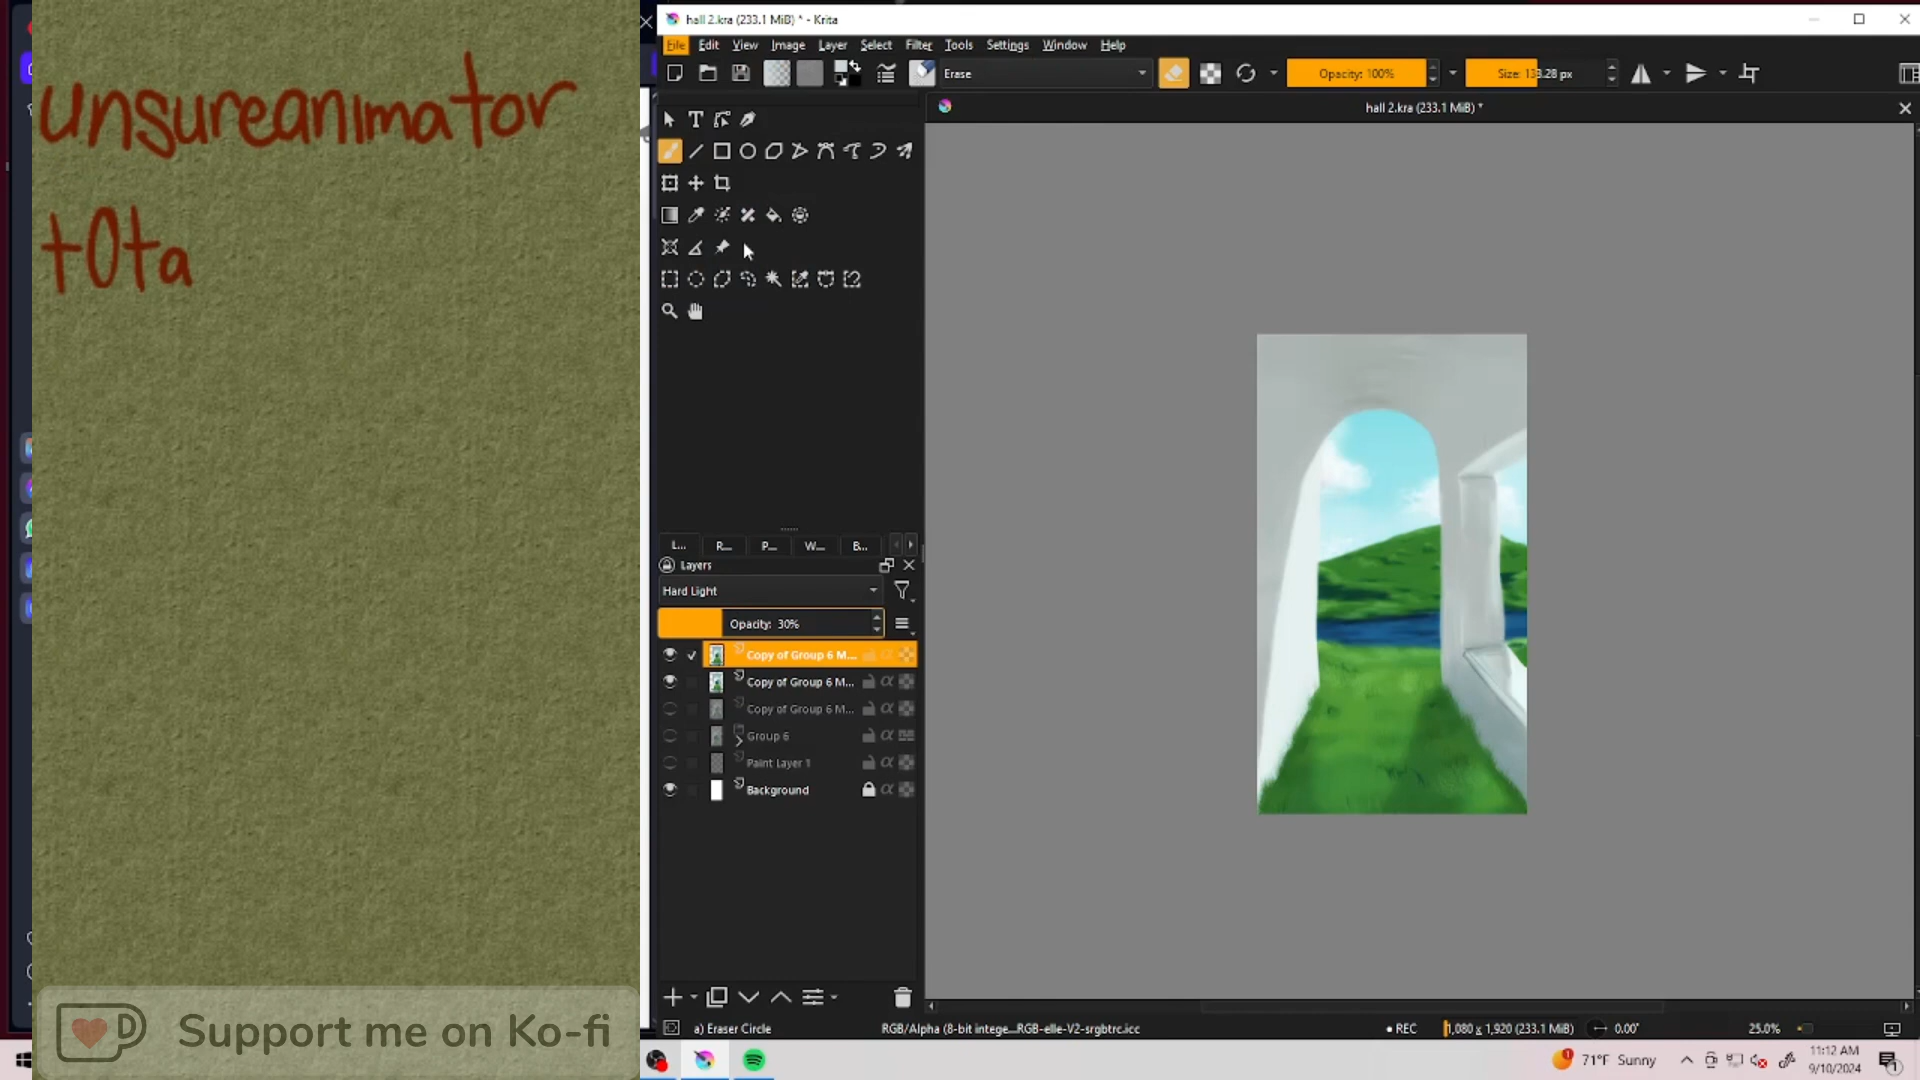 unsureanimator
t0ta
Support me on Ko-fi
hall 2.kra (233.1 MiB) * - Krita
File Edit View Image Layer Select Filter Tools Settings Window Help
Erase
Opacity: 100%
Size: 133.28 px
hall 2.kra (233.1 MiB) *
L... R... P... W... B...
Layers
Hard Light
Opacity: 30%
Copy of Group 6 M...
Copy of Group 6 M...
Copy of Group 6 M...
Group 6
Paint Layer 1
Background
a) Eraser Circle
RGB/Alpha (8-bit intege...RGB-elle-V2-srgbtrc.icc
REC
1,080 x 1,920 (233.1 MiB)
0.00°
25.0%
71°F Sunny
11:12 AM
9/10/2024